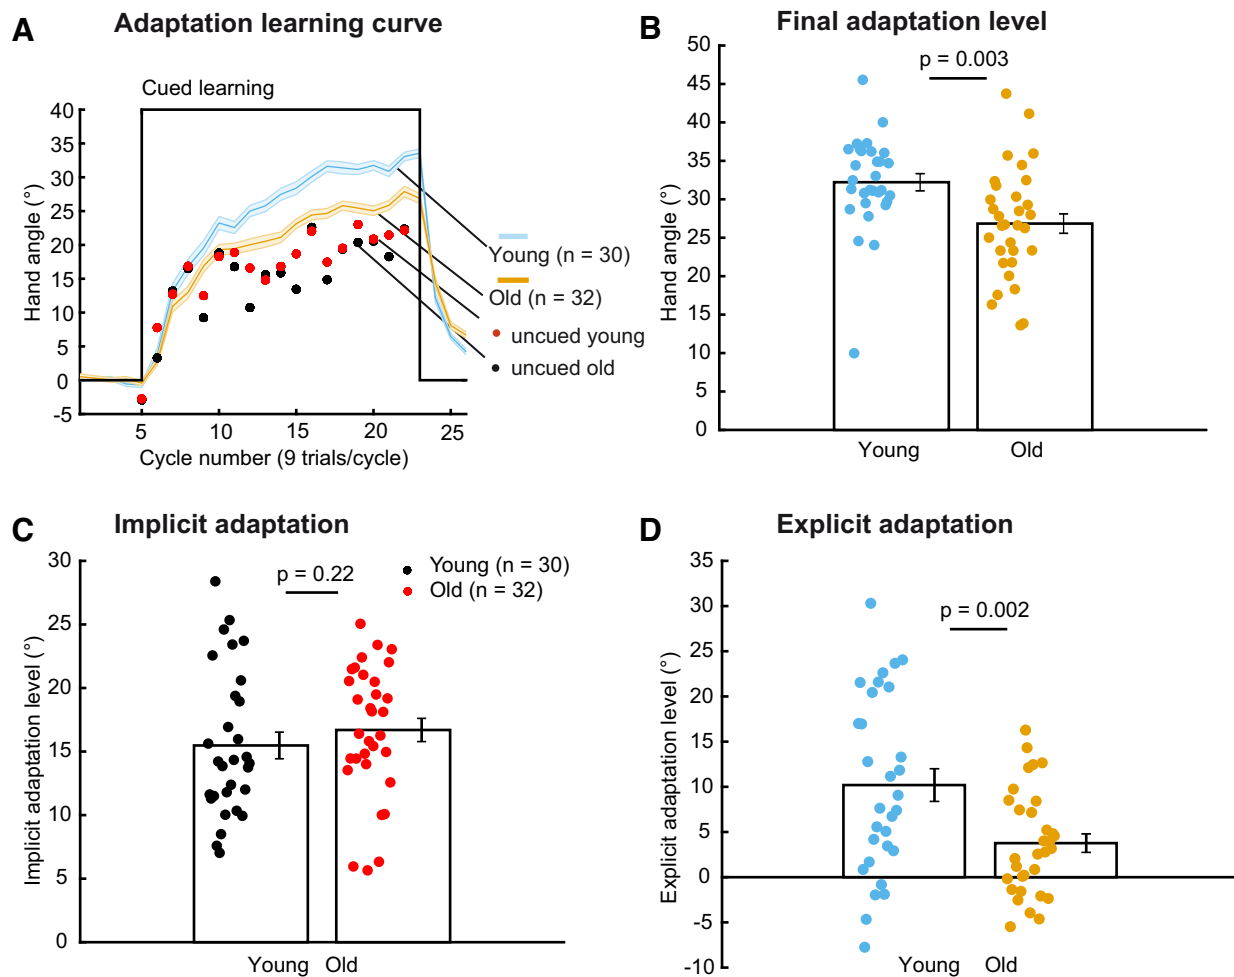 A
Adaptation learning curve
Cued learning
40
35
30
25
20
15
10
5
0
-5
Hand angle (°)
5
10
15
20
25
Cycle number (9 trials/cycle)
Young (n = 30)
Old (n = 32)
uncued young
uncued old
B
Final adaptation level
p = 0.003
50
45
40
35
30
25
20
15
10
5
0
Hand angle (°)
Young
Old
C
Implicit adaptation
p = 0.22
Young (n = 30)
Old (n = 32)
30
25
20
15
10
5
0
Implicit adaptation level (°)
Young
Old
D
Explicit adaptation
p = 0.002
35
30
25
20
15
10
5
0
-5
-10
Explicit adaptation level (°)
Young
Old